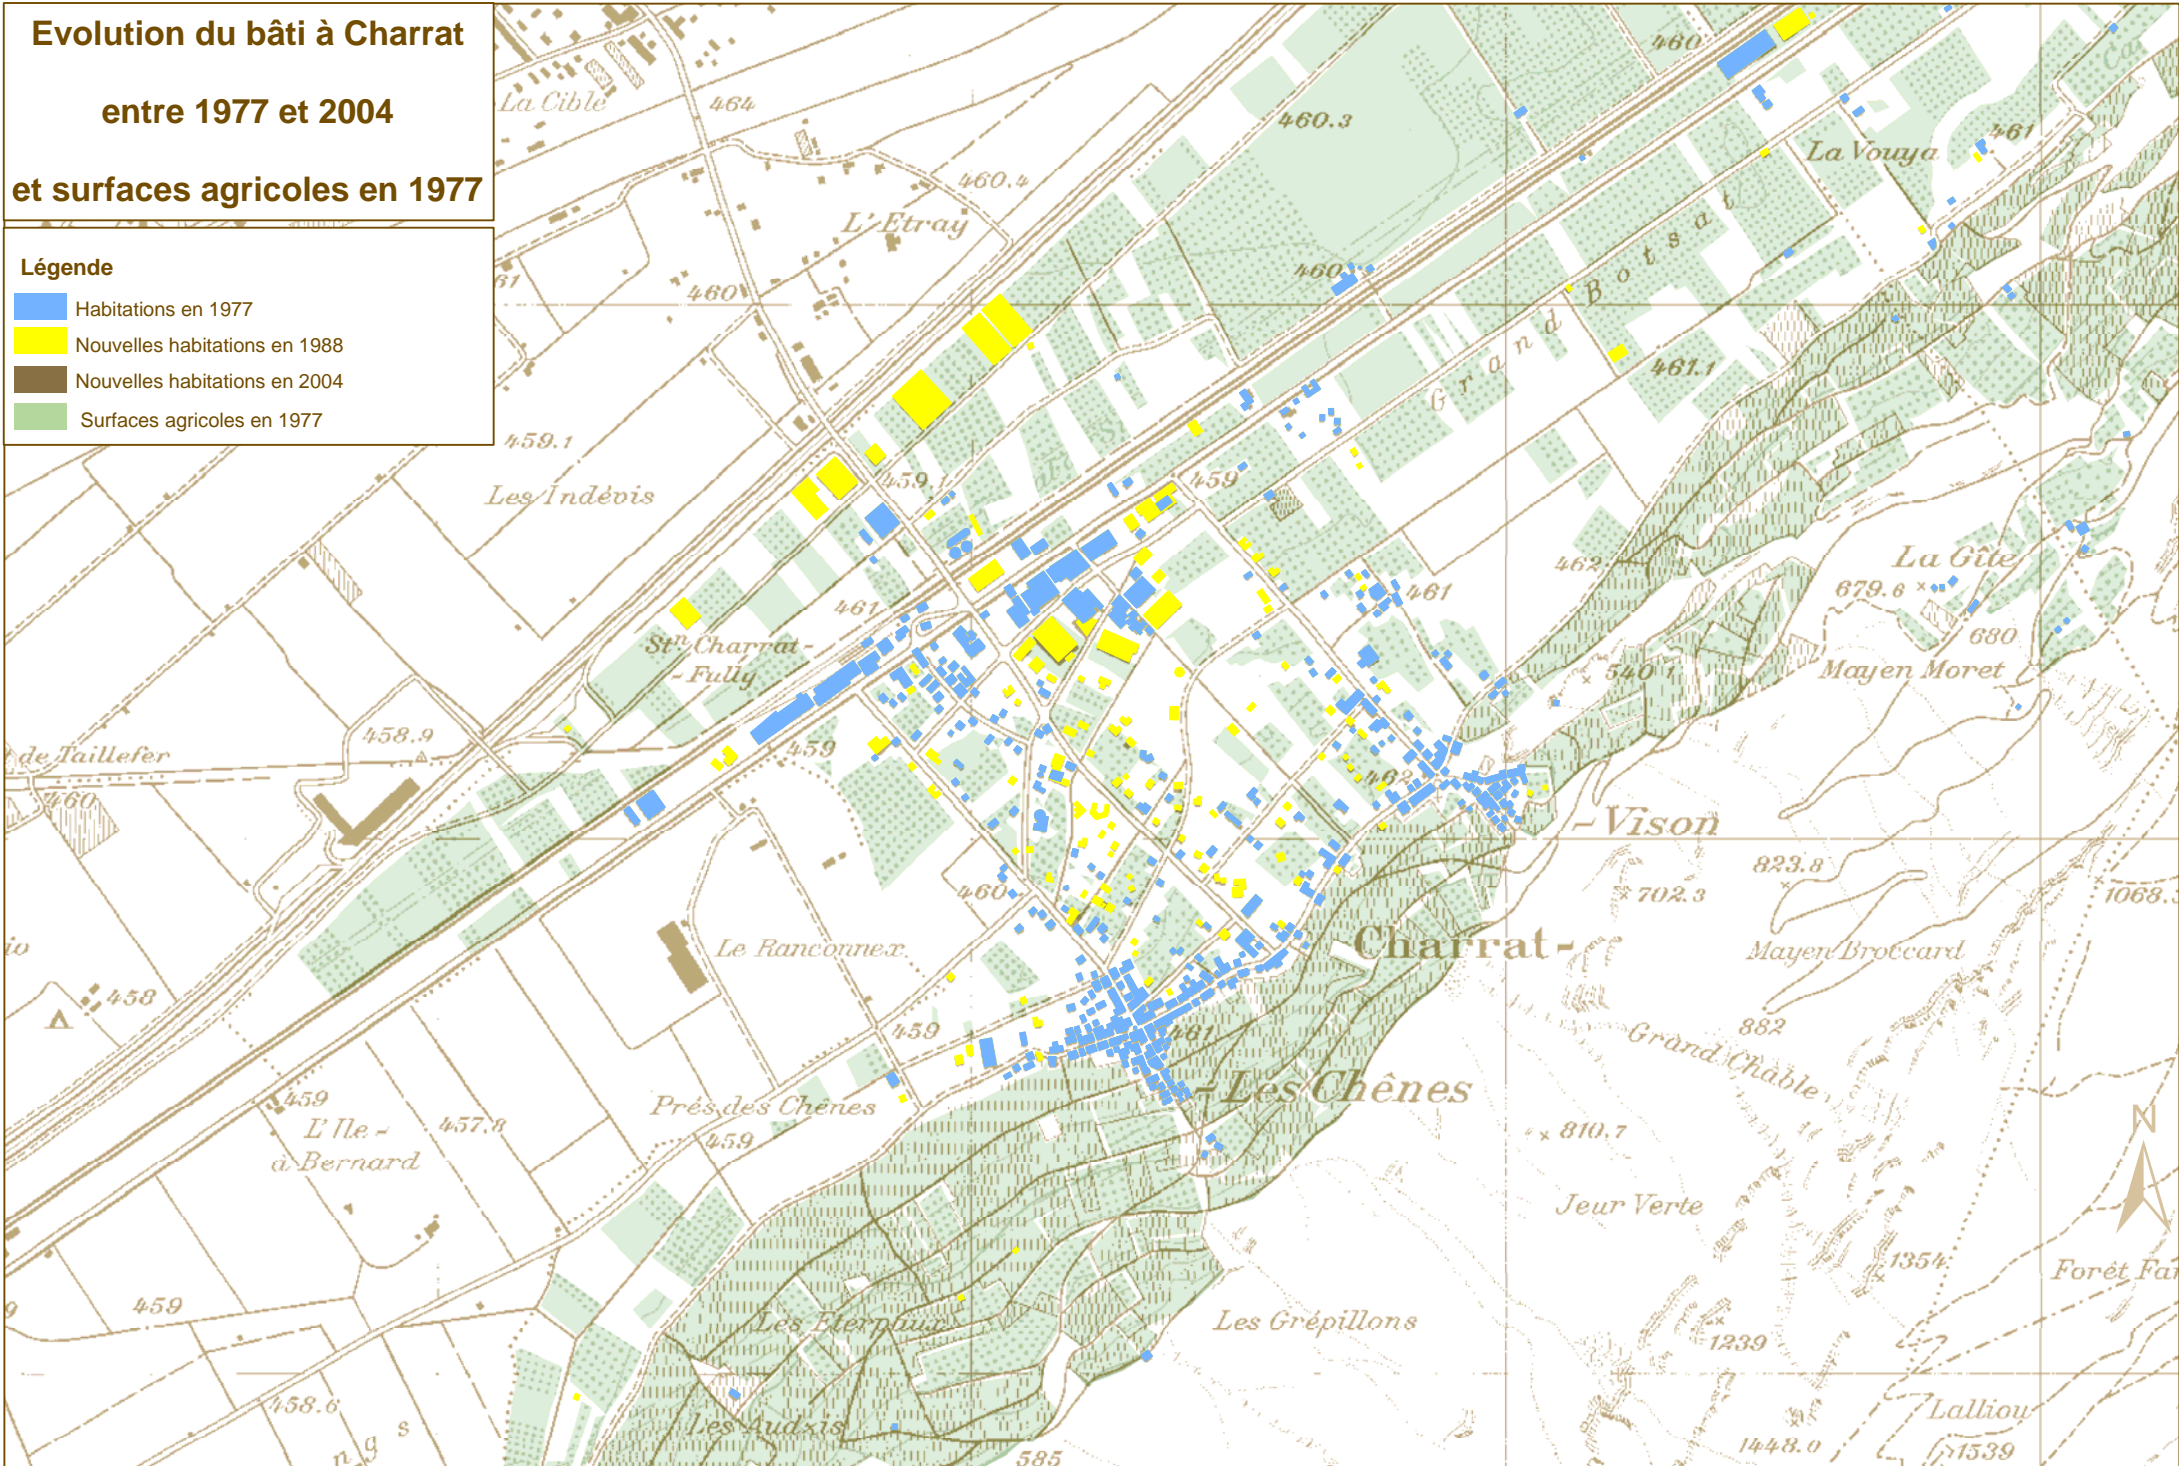 Evolution du bâti à Charrat
entre 1977 et 2004
et surfaces agricoles en 1977
Légende
Habitations en 1977
Nouvelles habitations en 1988
Nouvelles habitations en 2004
Surfaces agricoles en 1977
La Cible
464
460
460.3
461
La Vouya
460.4
L'Etray
61
460
460
Grand Botsat
461.1
459.1
Les Indévis
459.1
459
462
La Gîte
679.6
461
461
680
Stn Charrat-
-Fully
540.1
Mayen Moret
458.9
459
de Taillefer
460
462
-Vison
823.8
702.3
1068.
460
Le Ranconnex
Charrat-
Mayen Broccard
458
459
461
882
Grand Châble
-Les Chênes
459
L'Ile-
à Bernard
457.8
Prés des Chênes
459
810.7
N
Jeur Verte
1354
Forêt
459
Les Grépillons
1239
458.6
Les Audzis
Lalliou
1448.0
1539
585